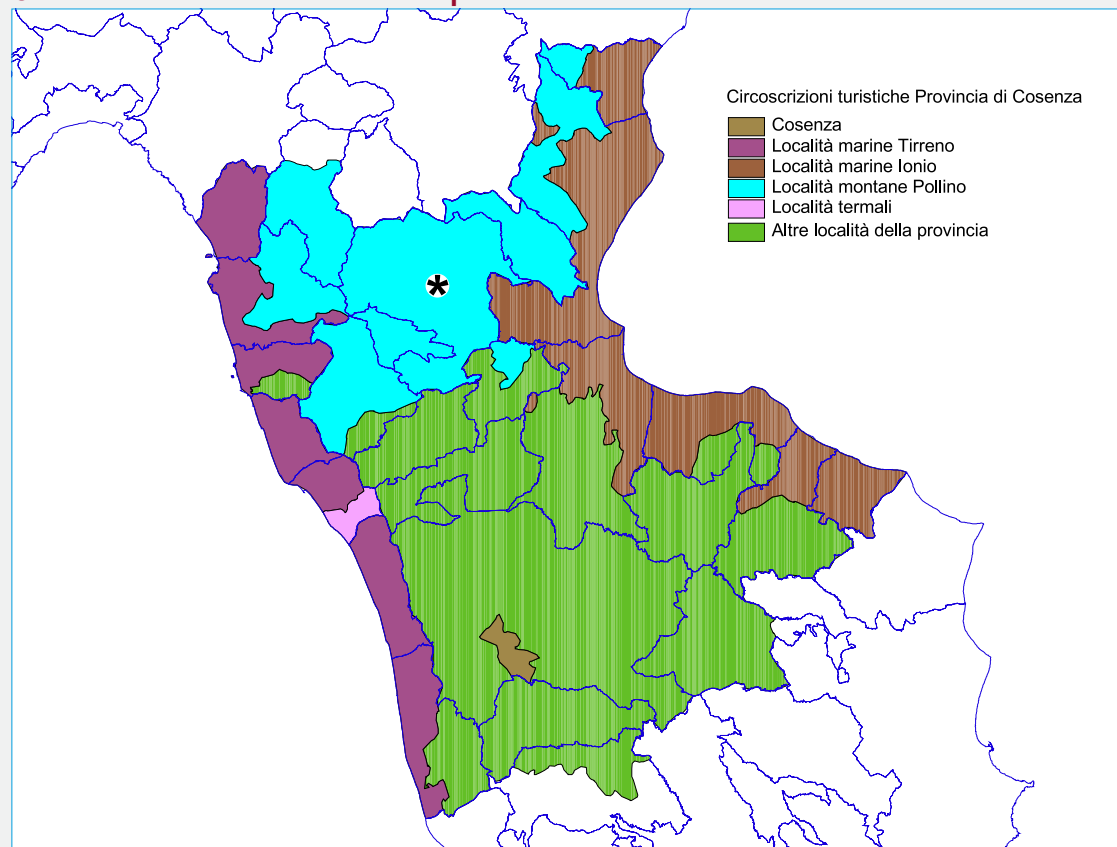 Circoscrizioni turistiche Provincia di Cosenza
Cosenza
Località marine Tirreno
Località marine Ionio
Località montane Pollino
Località termali
Altre località della provincia
*